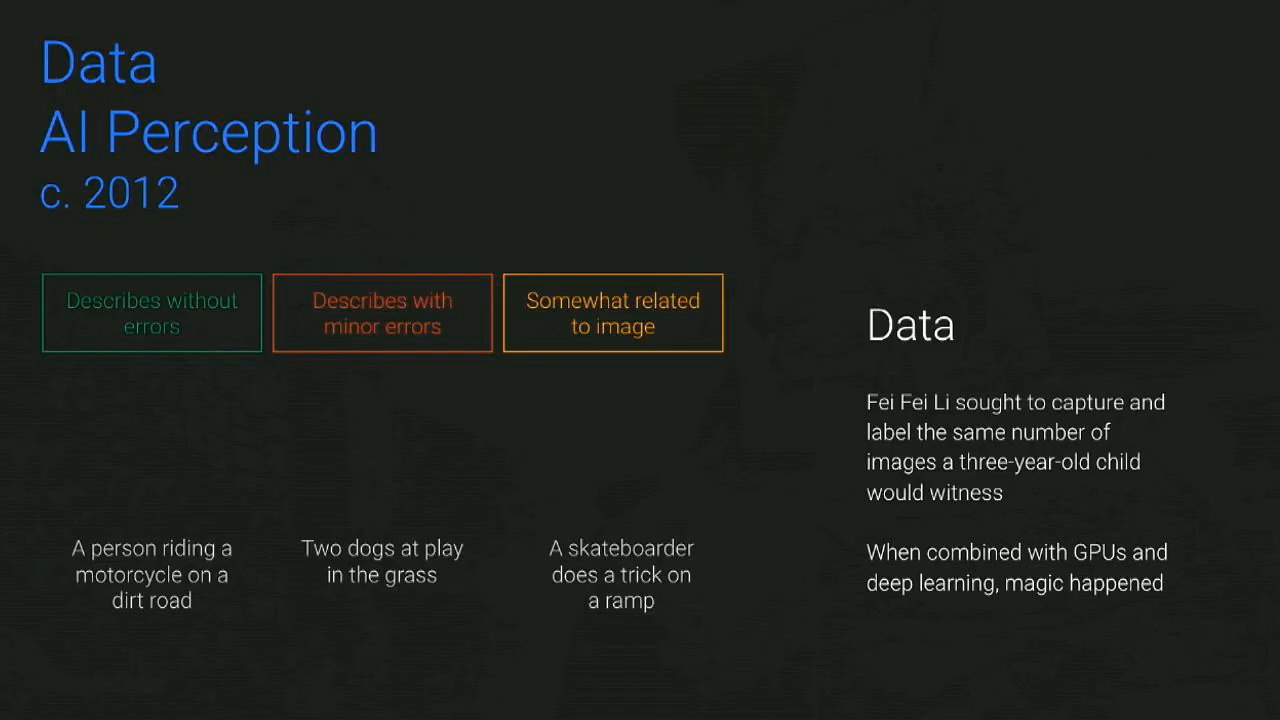 Data
AI Perception
c. 2012
Describes without
errors
Describes with
minor errors
Somewhat related
to image
A person riding a
motorcycle on a
dirt road
Two dogs at play
in the grass
A skateboarder
does a trick on
a ramp
Data
Fei Fei Li sought to capture and
label the same number of
images a three-year-old child
would witness
When combined with GPUs and
deep learning, magic happened